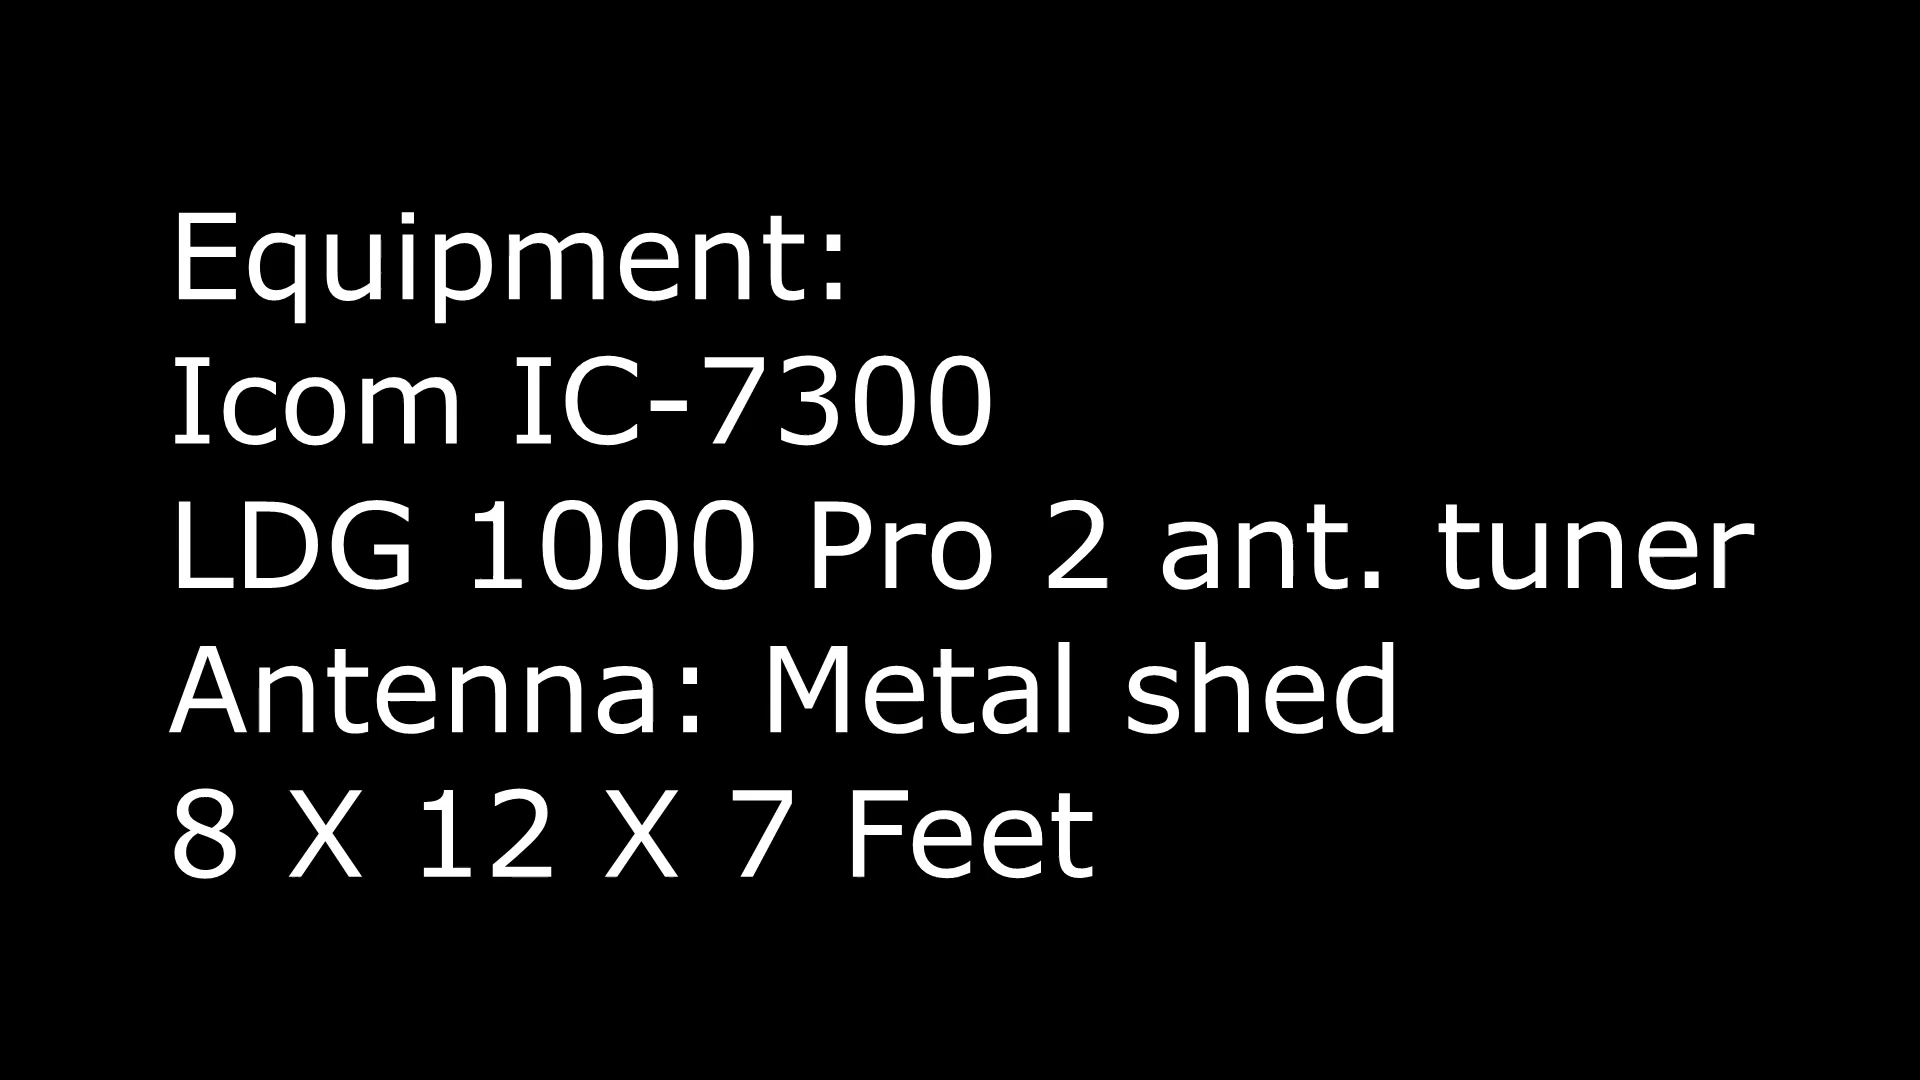 Equipment:
Icom IC-7300
LDG 1000 Pro 2 ant. tuner
Antenna: Metal shed
8 X 12 X 7 Feet